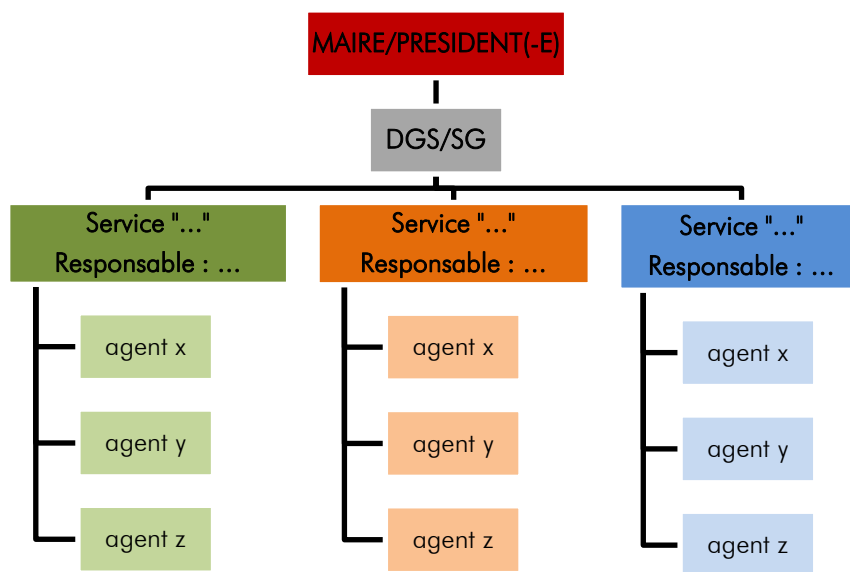 MAIRE/PRESIDENT(-E)
DGS/SG
Service "..."
Responsable : ...
agent x
agent y
agent z
Service "..."
Responsable : ...
agent x
agent y
agent z
Service "..."
Responsable : ...
agent x
agent y
agent z